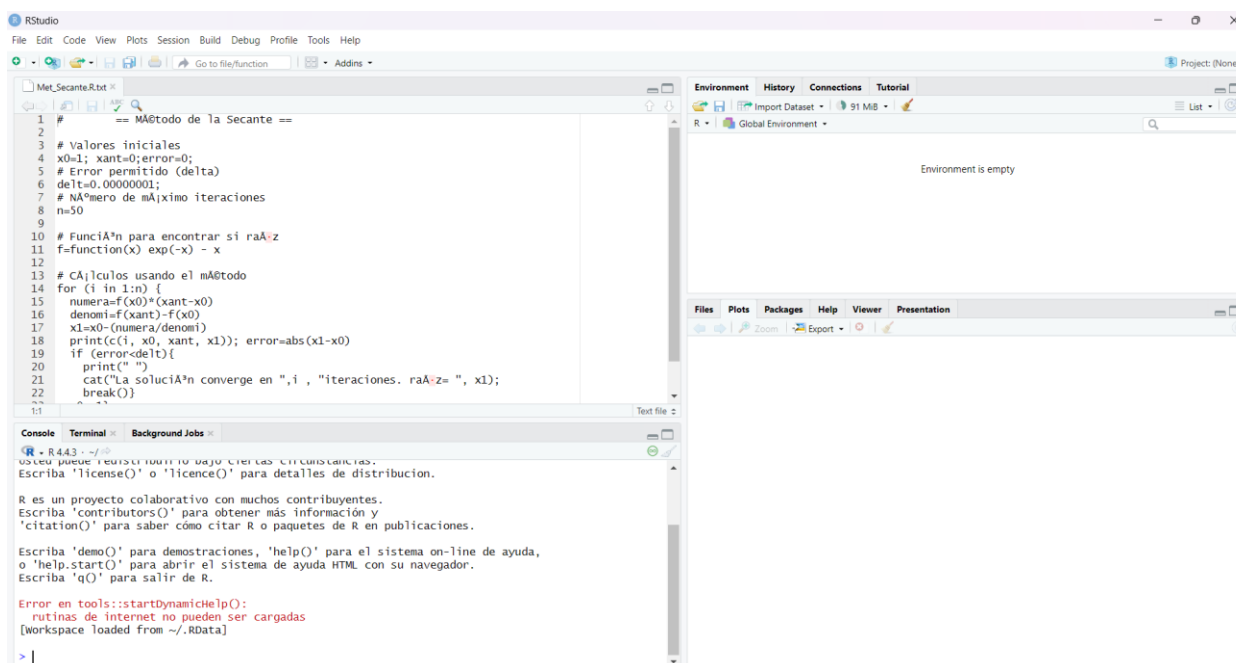 RStudio
File Edit Code View Plots Session Build Debug Profile Tools Help
Go to file/function Addins Project: (None
Met_Secante.R.txt
1 # == MÃ©todo de la Secante ==
2
3 # Valores iniciales
4 x0=1; xant=0;error=0;
5 # Error permitido (delta)
6 delt=0.00000001;
7 # NÃºmero de mÃ¡ximo iteraciones
8 n=50
9
10 # FunciÃ³n para encontrar si raÃ·z
11 f=function(x) exp(-x) - x
12
13 # CÃ¡lculos usando el mÃ©todo
14 for (i in 1:n) {
15 numera=f(x0)*(xant-x0)
16 denomi=f(xant)-f(x0)
17 x1=x0-(numera/denomi)
18 print(c(i, x0, xant, x1)); error=abs(x1-x0)
19 if (error<delt){
20 print(" ")
21 cat("La soluciÃ³n converge en ",i , "iteraciones. raÃ·z= ", x1);
22 break()}
1:1 Text file
Console Terminal Background Jobs
R 4.4.3 · ~/
Usted puede redistribuirlo bajo ciertas circunstancias.
Escriba 'license()' o 'licence()' para detalles de distribucion.
R es un proyecto colaborativo con muchos contribuyentes.
Escriba 'contributors()' para obtener más información y
'citation()' para saber cómo citar R o paquetes de R en publicaciones.
Escriba 'demo()' para demostraciones, 'help()' para el sistema on-line de ayuda,
o 'help.start()' para abrir el sistema de ayuda HTML con su navegador.
Escriba 'q()' para salir de R.
Error en tools::startDynamicHelp():
rutinas de internet no pueden ser cargadas
[Workspace loaded from ~/.RData]
>
Environment History Connections Tutorial
Import Dataset 91 MiB List
R Global Environment
Environment is empty
Files Plots Packages Help Viewer Presentation
Zoom Export